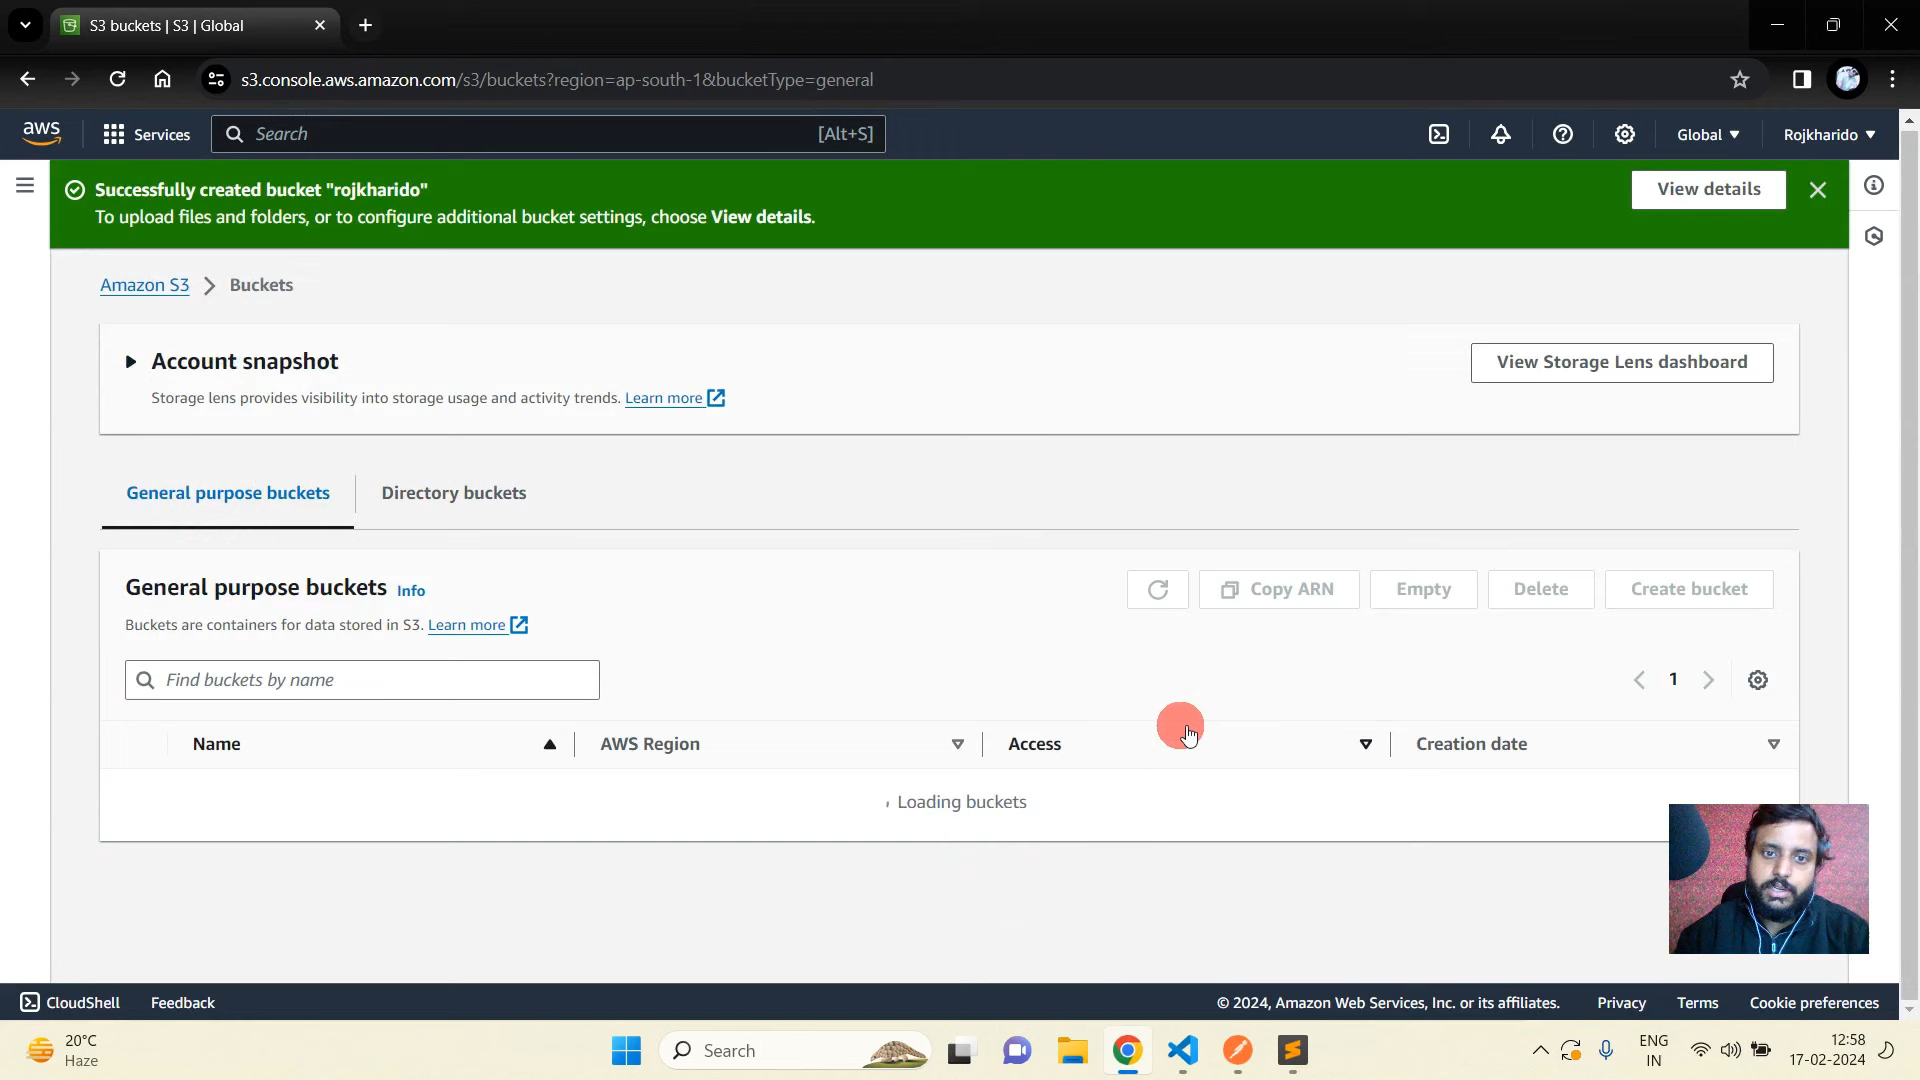 S3 buckets | S3 | Global
s3.console.aws.amazon.com/s3/buckets?region=ap-south-1&bucketType=general
aws
Services
Search
[Alt+S]
Global
Rojkharido
Successfully created bucket "rojkharido"
To upload files and folders, or to configure additional bucket settings, choose View details.
View details
Amazon S3
Buckets
Account snapshot
Storage lens provides visibility into storage usage and activity trends. Learn more
View Storage Lens dashboard
General purpose buckets
Directory buckets
General purpose buckets Info
Buckets are containers for data stored in S3. Learn more
Copy ARN
Empty
Delete
Create bucket
Find buckets by name
1
Name
AWS Region
Access
Creation date
Loading buckets
CloudShell
Feedback
© 2024, Amazon Web Services, Inc. or its affiliates.
Privacy
Terms
Cookie preferences
20°C
Haze
Search
ENG
IN
12:58
17-02-2024